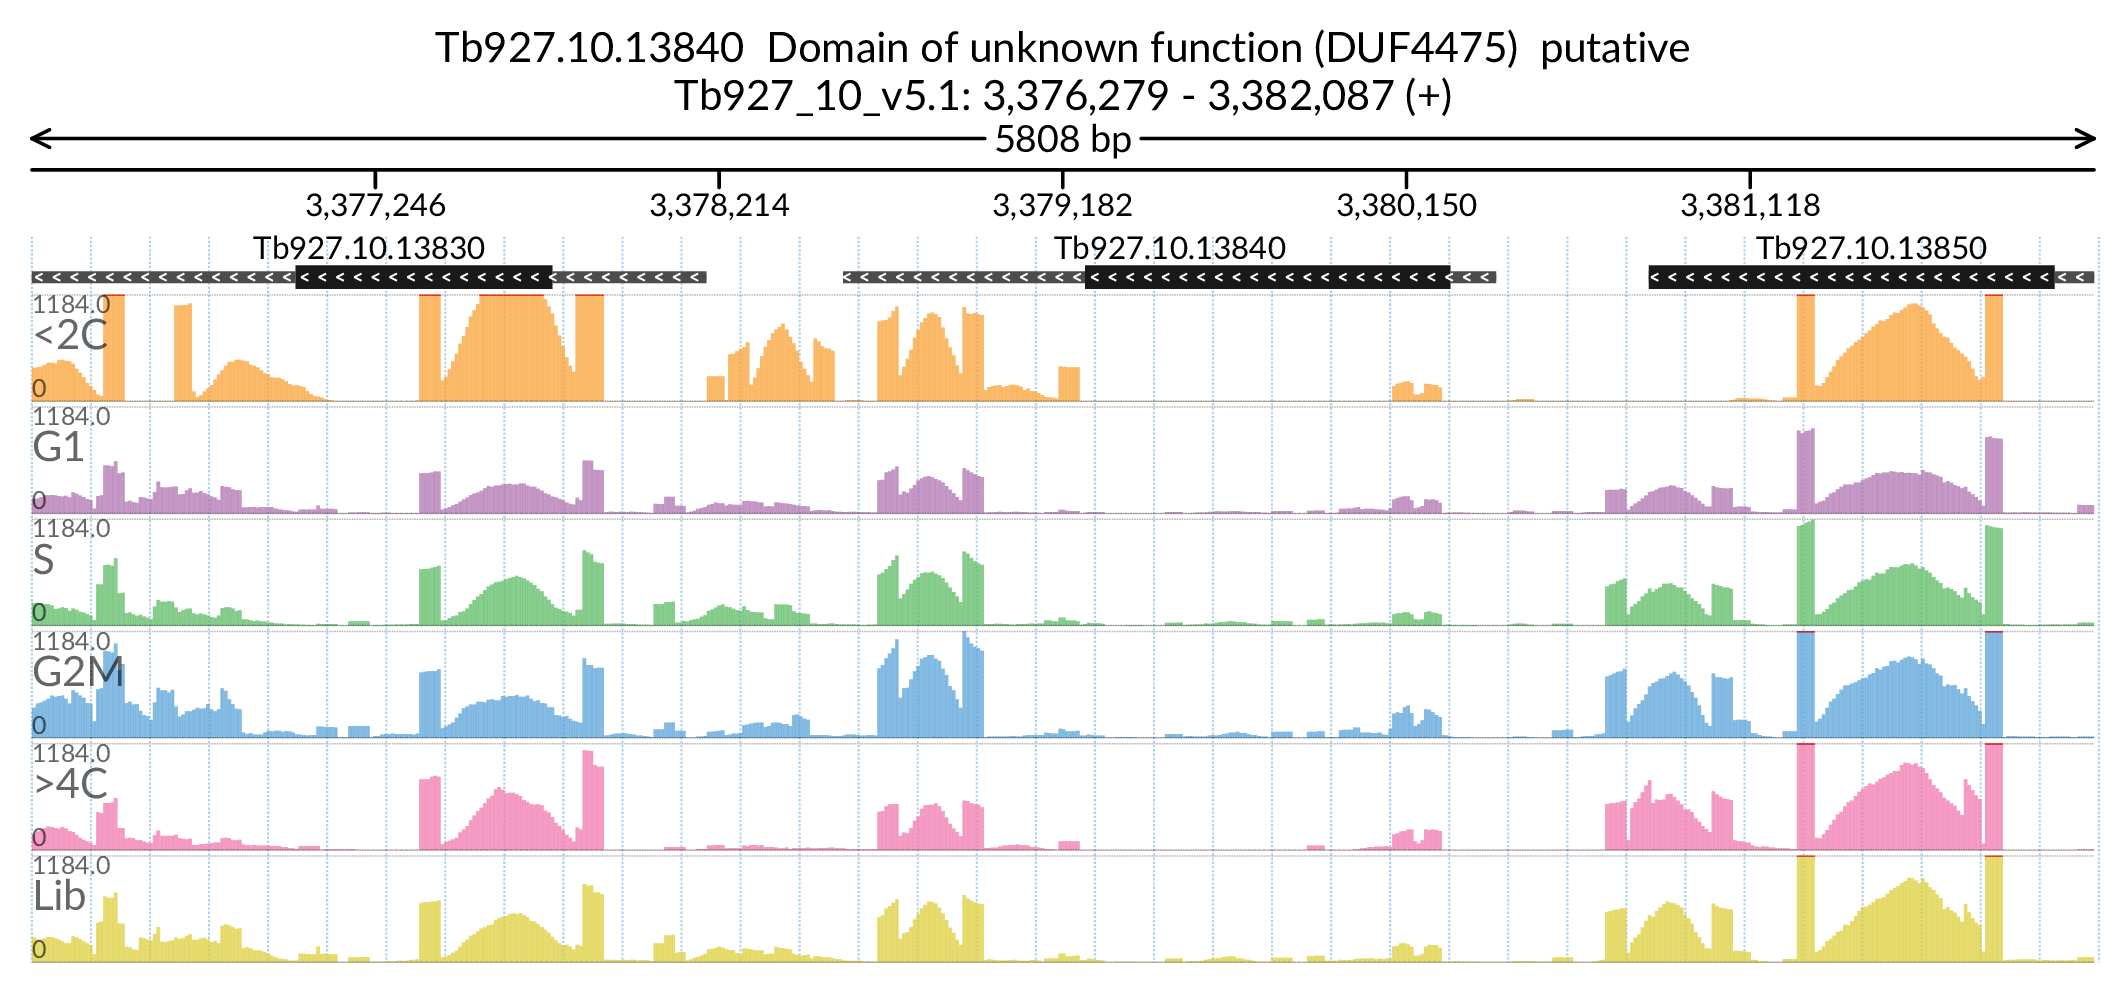 Tb927.10.13840 Domain of unknown function (DUF4475) putative
Tb927_10_v5.1: 3,376,279 - 3,382,087 (+)
5808 bp
3,377,246 3,378,214 3,379,182 3,380,150 3,381,118
Tb927.10.13830 Tb927.10.13840 Tb927.10.13850
1184.0
<2C
0
1184.0
G1
0
1184.0
S
0
1184.0
G2M
0
1184.0
>4C
0
1184.0
Lib
0